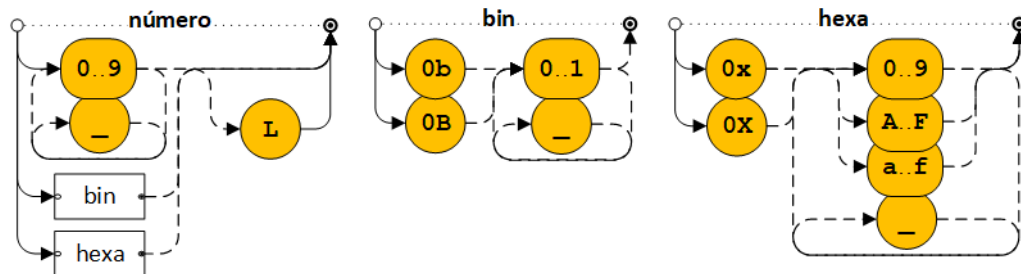 número
0..9
_
L
bin
hexa
bin
0b
0B
0..1
_
hexa
0x
0X
0..9
A..F
a..f
_